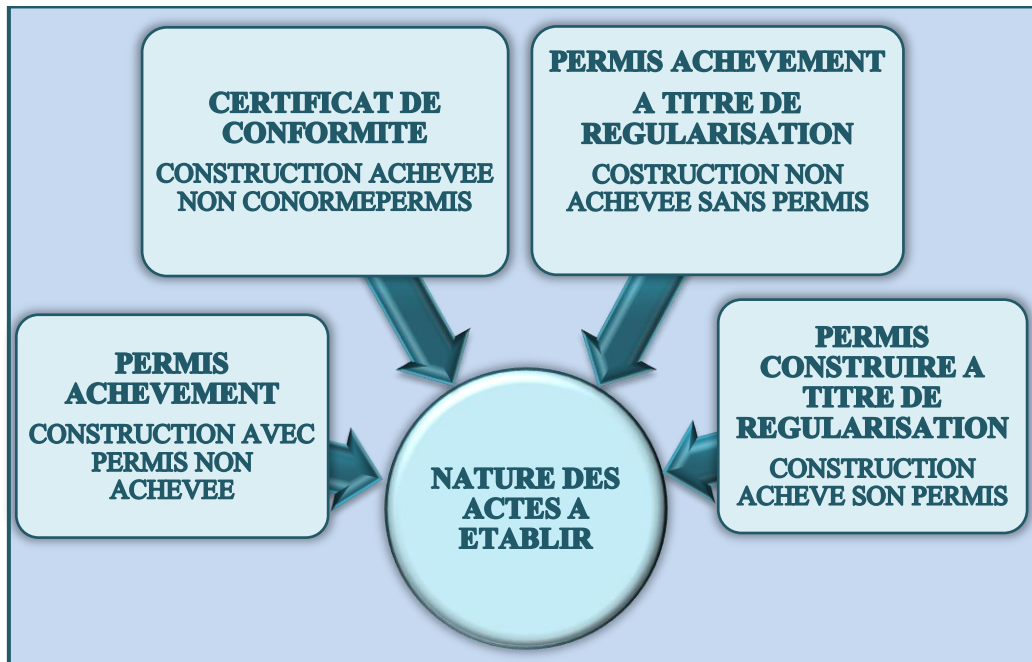 CERTIFICAT DE
CONFORMITE
CONSTRUCTION ACHEVEE
NON CONORMEPERMIS
PERMIS ACHEVEMENT
A TITRE DE
REGULARISATION
COSTRUCTION NON
ACHEVEE SANS PERMIS
PERMIS
ACHEVEMENT
CONSTRUCTION AVEC
PERMIS NON
ACHEVEE
PERMIS
CONSTRUIRE A
TITRE DE
REGULARISATION
CONSTRUCTION
ACHEVE SON PERMIS
NATURE DES
ACTES A
ETABLIR